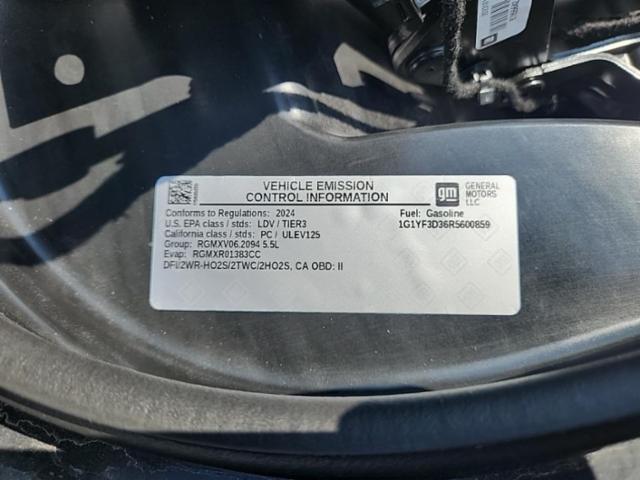 VEHICLE EMISSION
CONTROL INFORMATION
gm
GENERAL
MOTORS
LLC
Conforms to Regulations: 2024
U.S. EPA class / stds: LDV / TIER3
California class / stds: PC / ULEV125
Group: RGMXV06.2094 5.5L
Evap: RGMXR01383CC
DFI/2WR-HO2S/2TWC/2HO2S, CA OBD: II
Fuel: Gasoline
1G1YF3D36R5600859